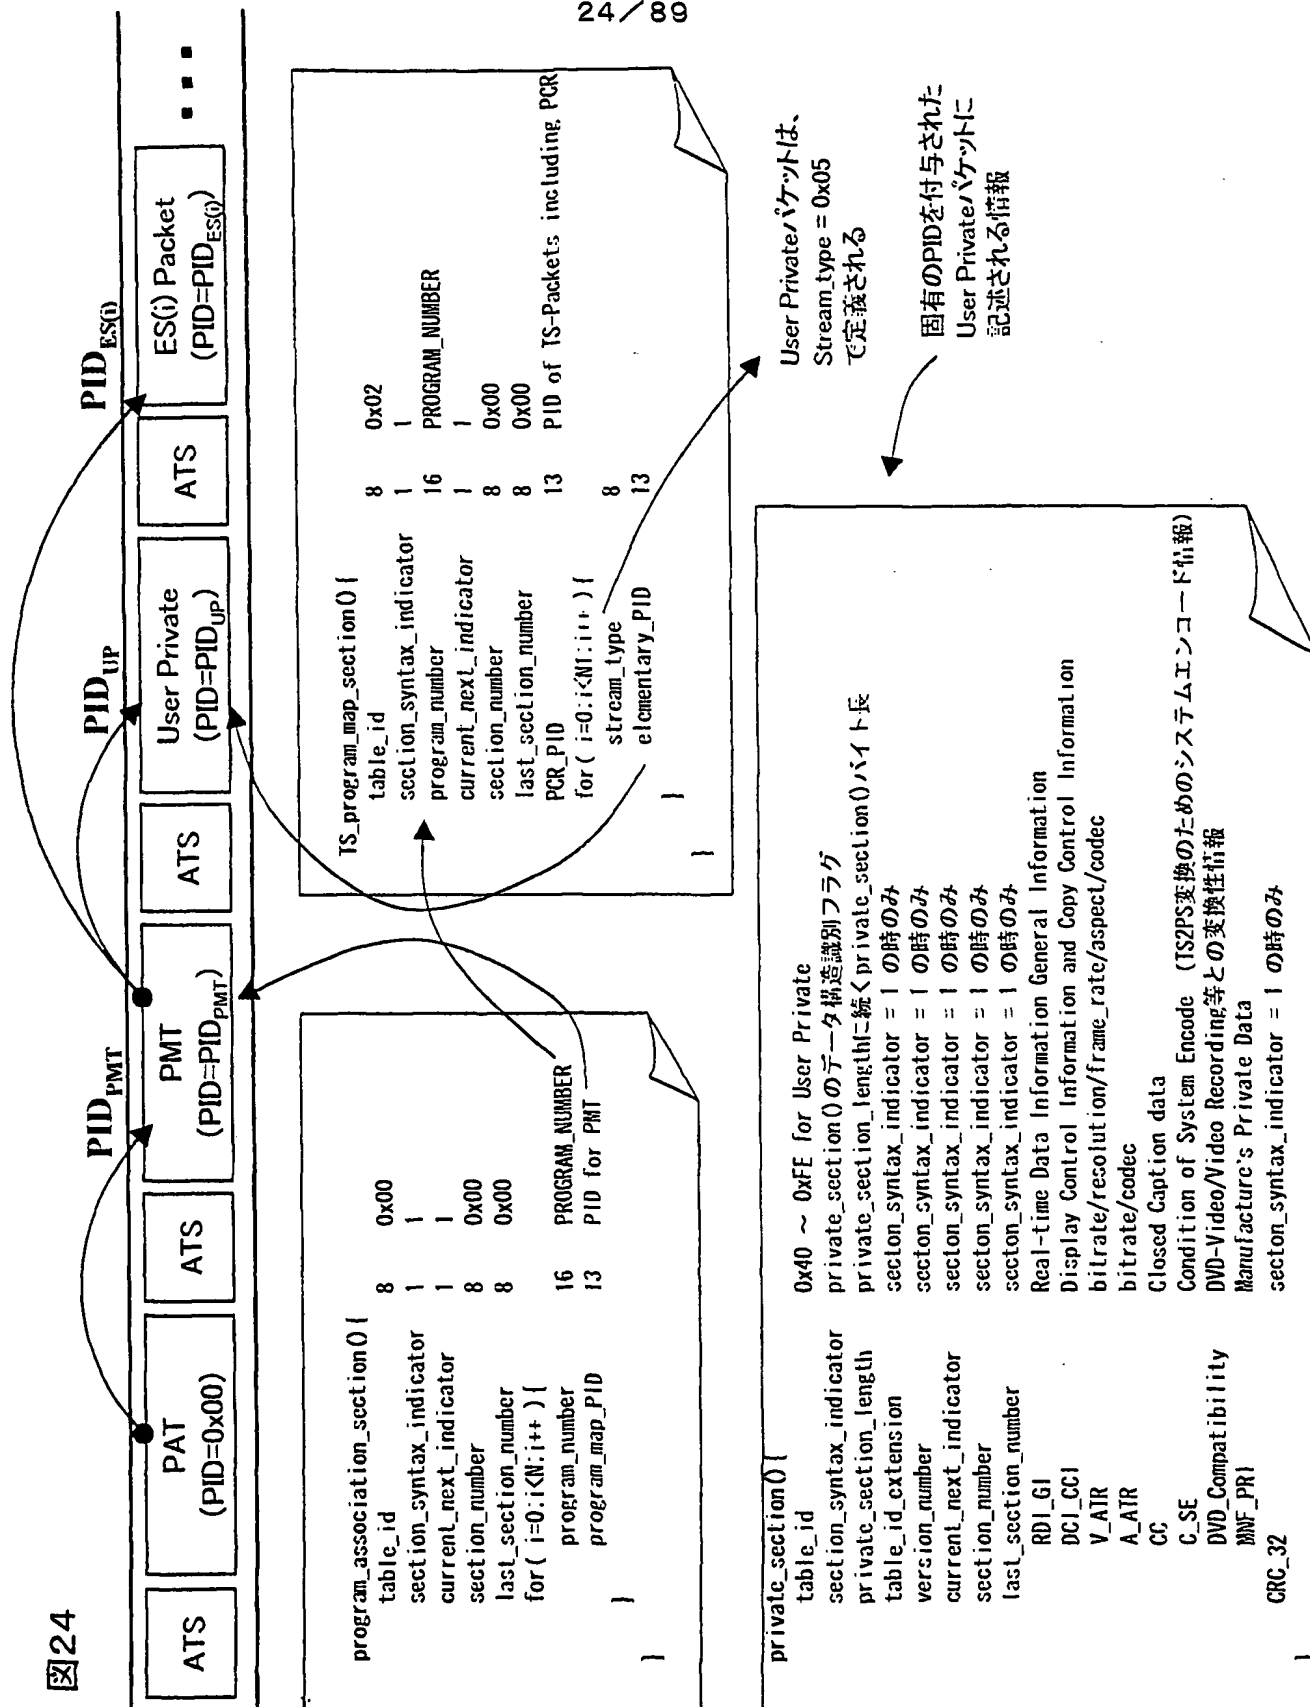 24／89
図24
PID_PMT
PID_UP
PID_ES(i)
ATS
PAT
(PID=0x00)
ATS
PMT
(PID=PID_PMT)
ATS
User Private
(PID=PID_UP)
ATS
ES(i) Packet
(PID=PID_ES(i))
program_association_section(){
table_id 8 0x00
section_syntax_indicator 1 1
current_next_indicator 1 1
section_number 8 0x00
last_section_number 8 0x00
for( i=0;i<N;i++ ){
program_number 16 PROGRAM_NUMBER
program_map_PID 13 PID for PMT
}
TS_program_map_section(){
table_id 8 0x02
section_syntax_indicator 1 1
program_number 16 PROGRAM_NUMBER
current_next_indicator 1 1
section_number 8 0x00
last_section_number 8 0x00
PCR_PID 13 PID of TS-Packets including PCR
for( i=0;i<N1;i++ ){
stream_type 8
elementary_PID 13
}
}
User Privateパケットは、
Stream_type = 0x05
で定義される
固有のPIDを付与された
User Privateパケットに
記述される情報
private_section(){
table_id 0x40 ～ 0xFE for User Private
section_syntax_indicator private_section()のデータ構造識別フラグ
private_section_length private_section_lengthに続くprivate_section()バイト長
table_id_extension secton_syntax_indicator = 1 の時のみ
version_number secton_syntax_indicator = 1 の時のみ
current_next_indicator secton_syntax_indicator = 1 の時のみ
section_number secton_syntax_indicator = 1 の時のみ
last_section_number secton_syntax_indicator = 1 の時のみ
RDI_GI Real-time Data Information General Information
DCI_CCI Display Control Information and Copy Control Information
V_ATR bitrate/resolution/frame_rate/aspect/codec
A_ATR bitrate/codec
CC Closed Caption data
C_SE Condition of System Encode (TS2PS変換のためのシステムエンコード情報)
DVD_Compatibility DVD-Video/Video Recording等との変換性情報
MNF_PRI Manufacture's Private Data
CRC_32 secton_syntax_indicator = 1 の時のみ
}